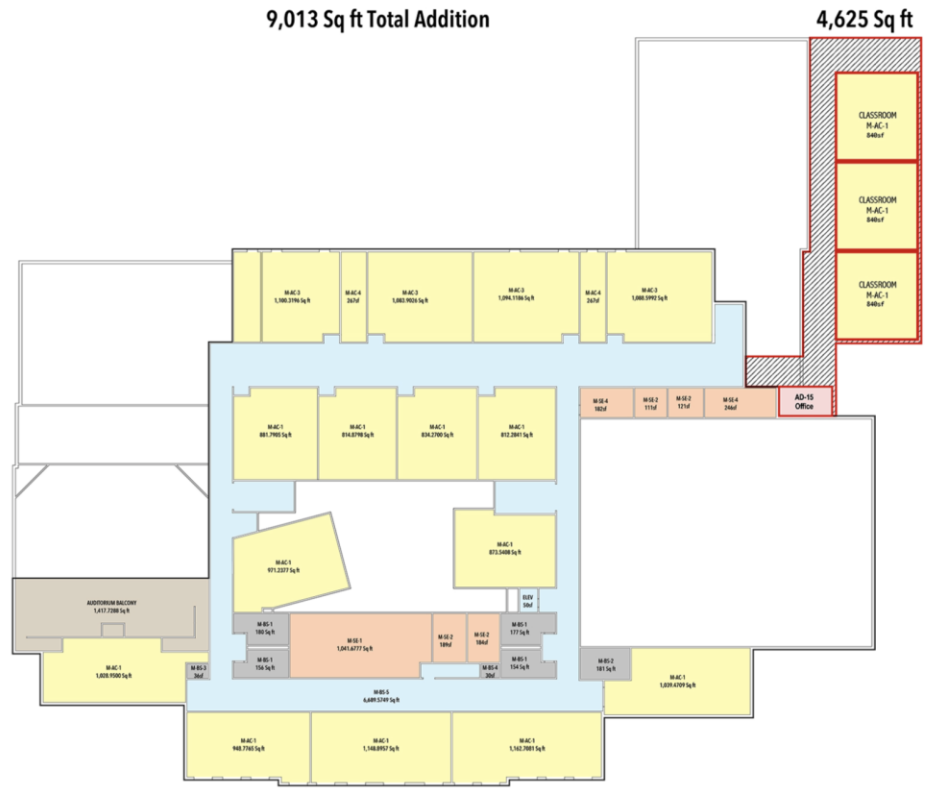 9,013 Sq ft Total Addition
4,625 Sq ft
CLASSROOM
M-AC-1
840sf
CLASSROOM
M-AC-1
840sf
CLASSROOM
M-AC-1
840sf
M-AC-3
1,100.3196 Sq ft
M-AC-4
267sf
M-AC-3
1,083.9026 Sq ft
M-AC-3
1,094.1186 Sq ft
M-AC-4
267sf
M-AC-3
1,088.5992 Sq ft
M-SE-4
182sf
M-SE-2
111sf
M-SE-2
121sf
M-SE-4
246sf
AD-15
Office
M-AC-1
881.7985 Sq ft
M-AC-1
814.0798 Sq ft
M-AC-1
834.2700 Sq ft
M-AC-1
812.2841 Sq ft
M-AC-1
971.2377 Sq ft
M-AC-1
873.5488 Sq ft
ELEV
50sf
AUDITORIUM BALCONY
1,417.7288 Sq ft
M-BS-1
180 Sq ft
M-SE-1
1,041.6777 Sq ft
M-SE-2
189sf
M-SE-2
184sf
M-BS-1
177 Sq ft
M-BS-1
156 Sq ft
M-BS-4
30sf
M-BS-1
154 Sq ft
M-AC-1
1,028.9500 Sq ft
M-BS-3
36sf
M-BS-2
181 Sq ft
M-AC-1
1,039.4709 Sq ft
M-BS-5
6,689.5749 Sq ft
M-AC-1
948.7765 Sq ft
M-AC-1
1,148.8957 Sq ft
M-AC-1
1,162.7081 Sq ft